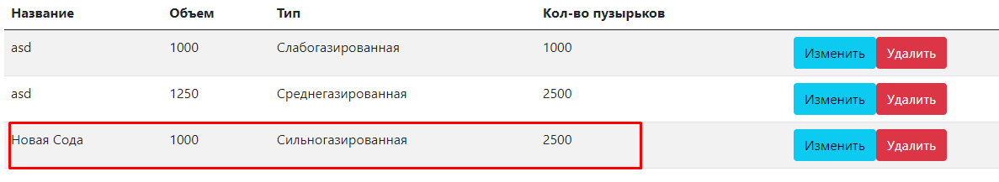 Название Объем Тип Кол-во пузырьков
asd 1000 Слабогазированная 1000 Изменить Удалить
asd 1250 Среднегазированная 2500 Изменить Удалить
Новая Сода 1000 Сильногазированная 2500 Изменить Удалить